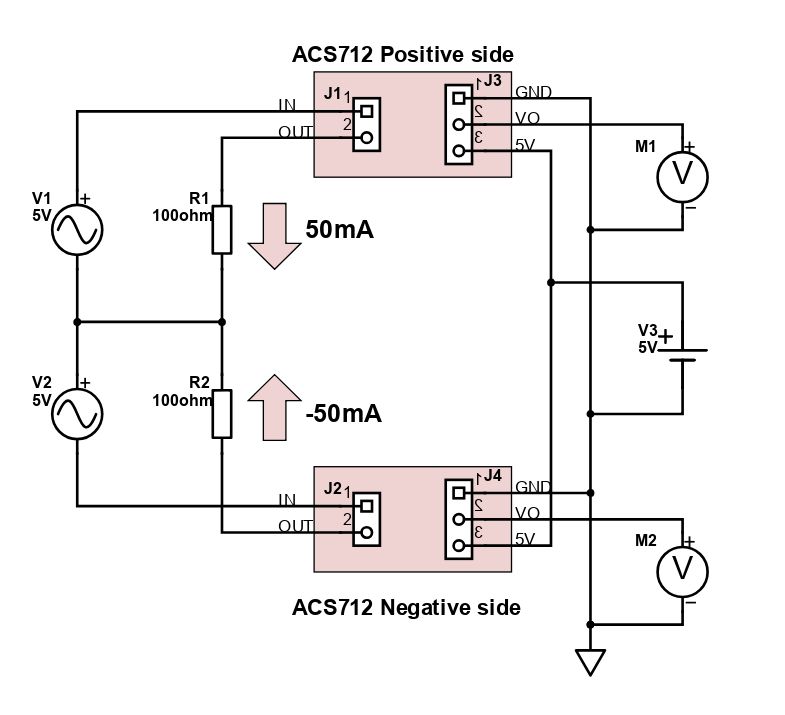 ACS712 Positive side
J1
1
2
IN
OUT
J3
1
2
3
GND
VO
5V
M1
+
V
−
V1
5V
+
R1
100ohm
50mA
V3
5V
+
V2
5V
+
R2
100ohm
-50mA
J2
1
2
IN
OUT
J4
1
2
3
GND
VO
5V
M2
+
V
−
ACS712 Negative side